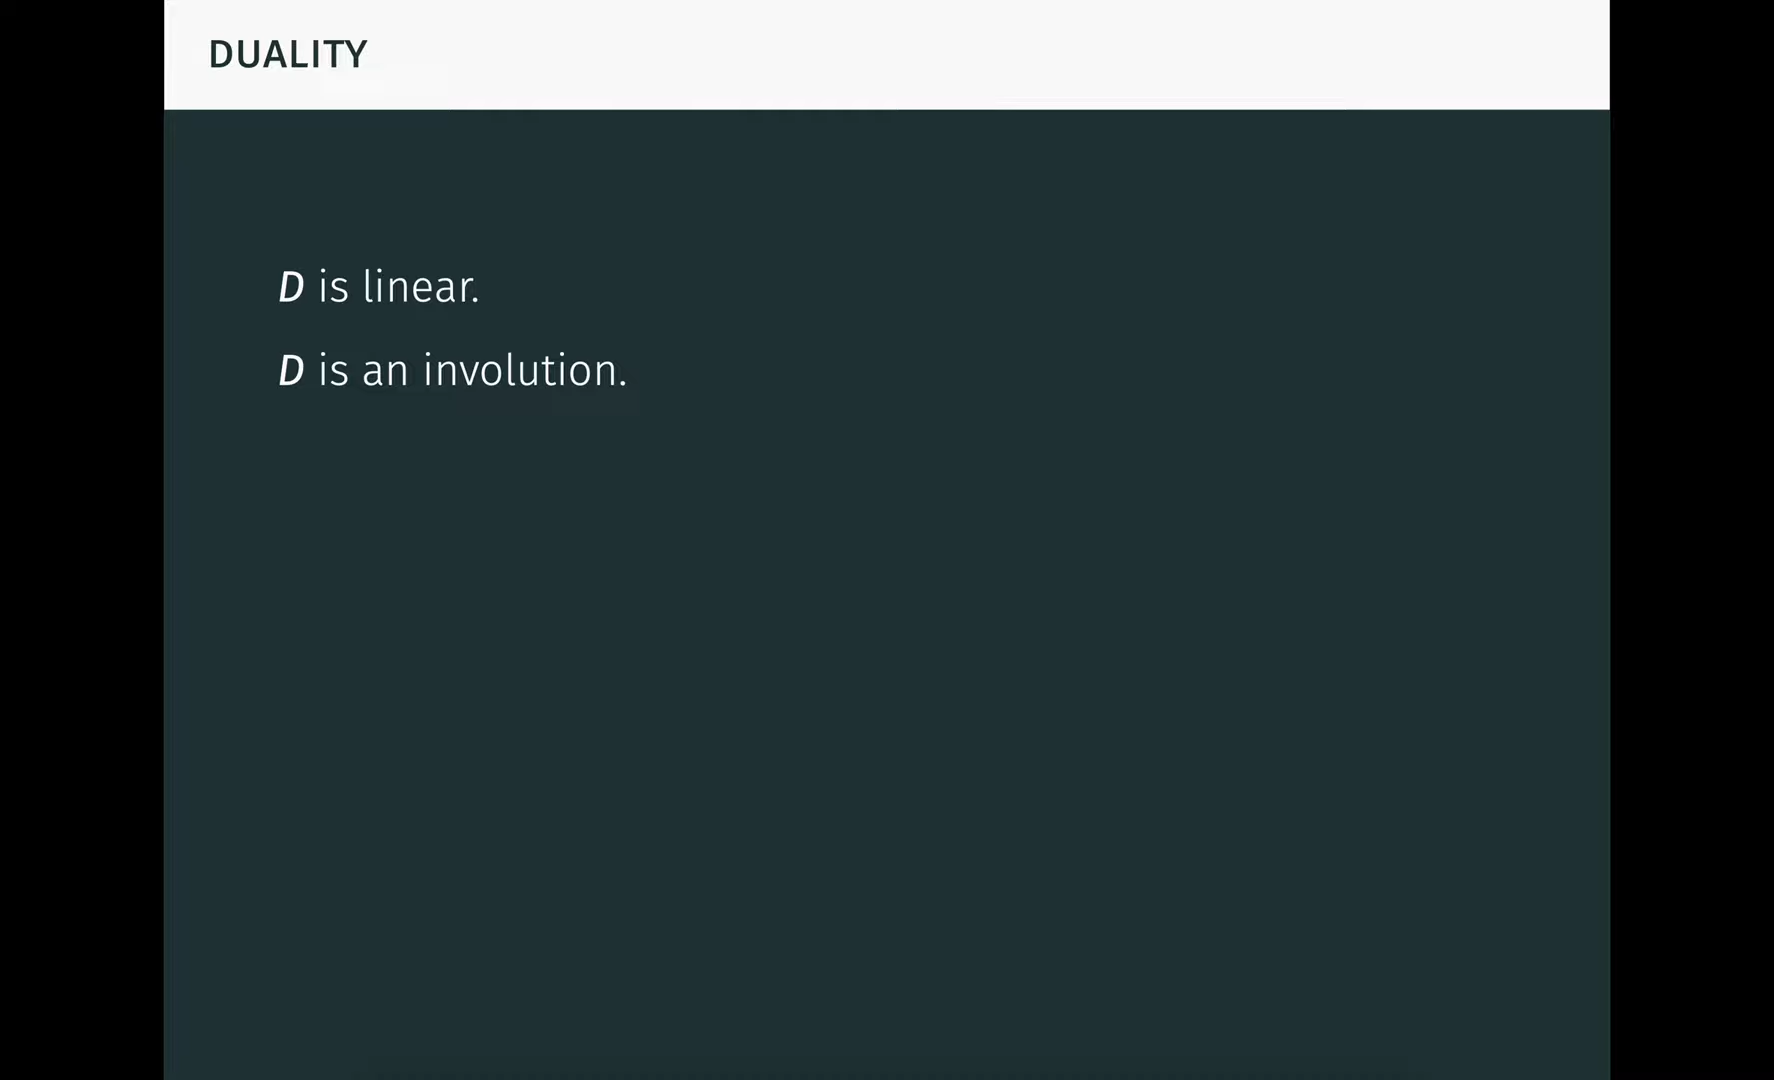 DUALITY
D is linear.
D is an involution.